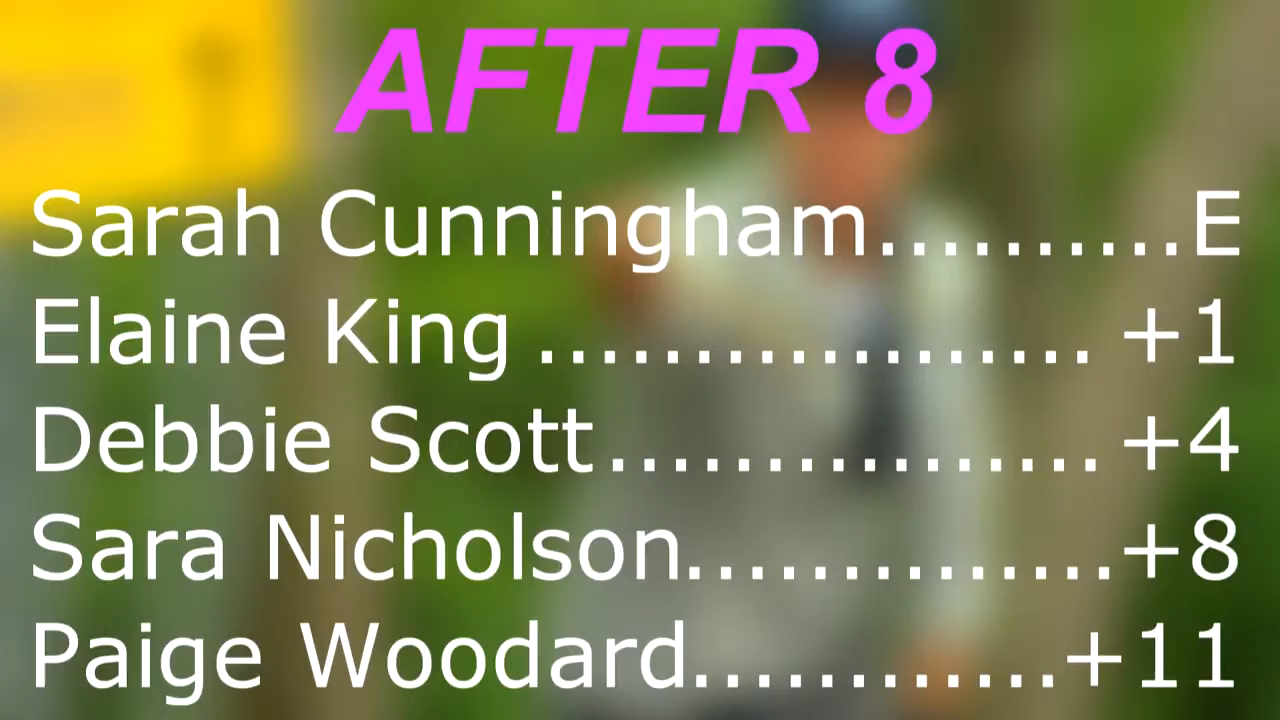 AFTER 8
Sarah Cunningham..........E
Elaine King .................. +1
Debbie Scott................ +4
Sara Nicholson..............+8
Paige Woodard............+11